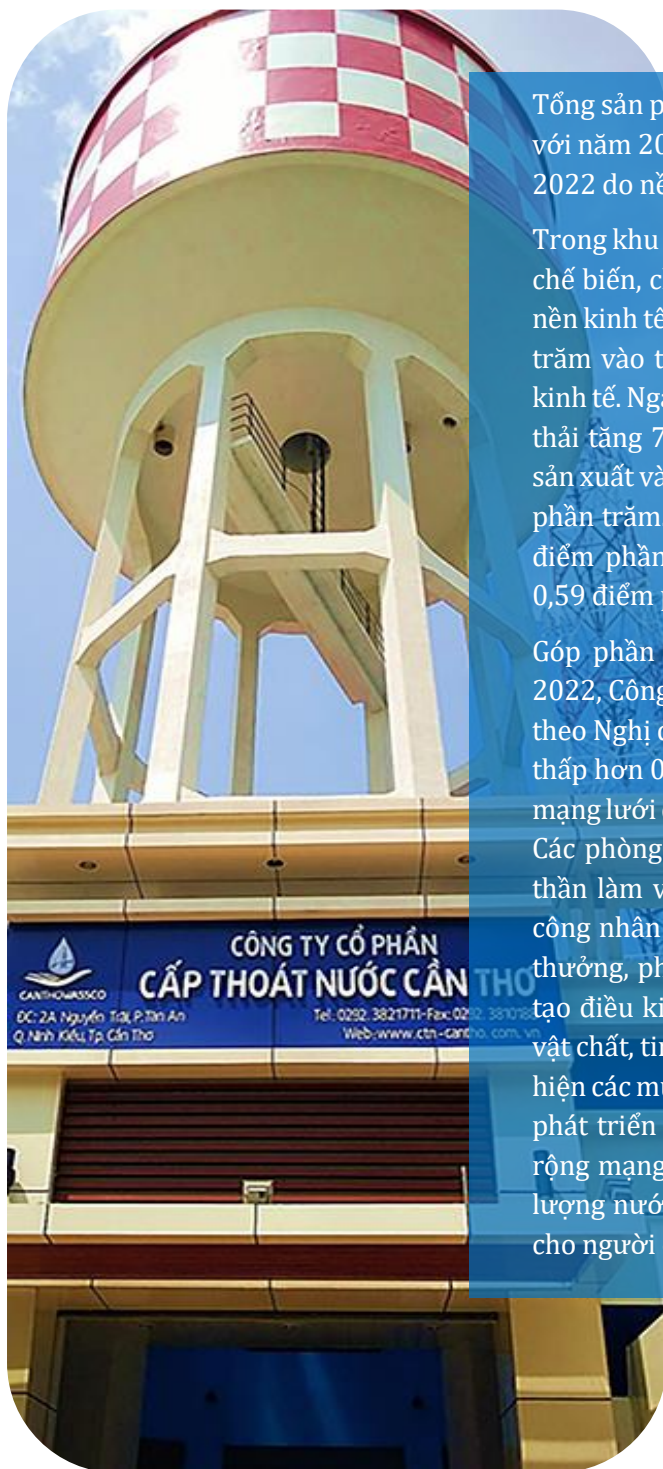 Tổng sản p
với năm 20
2022 do nề
Trong khu
chế biến, c
nền kinh tế
trăm vào t
kinh tế. Ngà
thải tăng 7
sản xuất và
phần trăm
điểm phần
0,59 điểm
Góp phần
2022, Công
theo Nghị
thấp hơn 0
mạng lưới
Các phòng
thần làm v
công nhân
thưởng, ph
tạo điều ki
vật chất, tin
hiện các mụ
phát triển
rộng mạng
lượng nướ
cho người
CÔNG TY CỔ PHẦN
CẤP THOÁT NƯỚC CẦN THƠ
CANTHOWASSCO
ĐC: 2A Nguyễn Trãi, P.Tân An
Q. Ninh Kiều, Tp. Cần Thơ
Tel: 0292. 3821711-Fax: 0292. 3810188
Web:www.ctn-cantho.com.vn